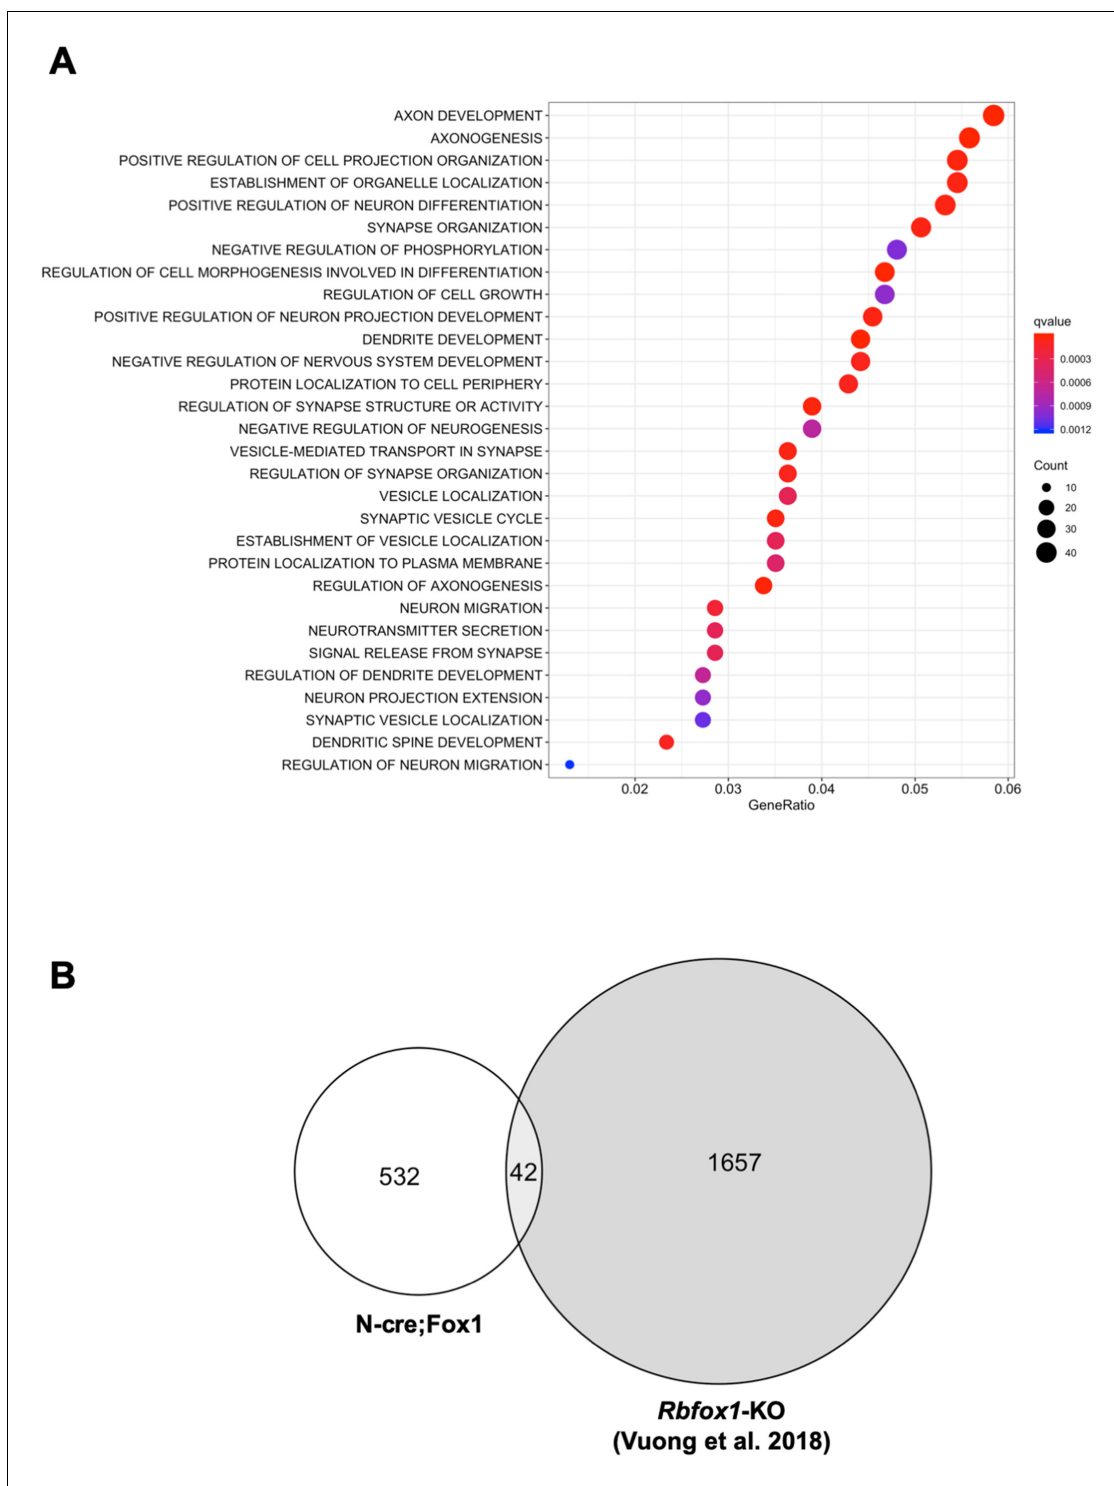 A
AXON DEVELOPMENT
AXONOGENESIS
POSITIVE REGULATION OF CELL PROJECTION ORGANIZATION
ESTABLISHMENT OF ORGANELLE LOCALIZATION
POSITIVE REGULATION OF NEURON DIFFERENTIATION
SYNAPSE ORGANIZATION
NEGATIVE REGULATION OF PHOSPHORYLATION
REGULATION OF CELL MORPHOGENESIS INVOLVED IN DIFFERENTIATION
REGULATION OF CELL GROWTH
POSITIVE REGULATION OF NEURON PROJECTION DEVELOPMENT
DENDRITE DEVELOPMENT
NEGATIVE REGULATION OF NERVOUS SYSTEM DEVELOPMENT
PROTEIN LOCALIZATION TO CELL PERIPHERY
REGULATION OF SYNAPSE STRUCTURE OR ACTIVITY
NEGATIVE REGULATION OF NEUROGENESIS
VESICLE-MEDIATED TRANSPORT IN SYNAPSE
REGULATION OF SYNAPSE ORGANIZATION
VESICLE LOCALIZATION
SYNAPTIC VESICLE CYCLE
ESTABLISHMENT OF VESICLE LOCALIZATION
PROTEIN LOCALIZATION TO PLASMA MEMBRANE
REGULATION OF AXONOGENESIS
NEURON MIGRATION
NEUROTRANSMITTER SECRETION
SIGNAL RELEASE FROM SYNAPSE
REGULATION OF DENDRITE DEVELOPMENT
NEURON PROJECTION EXTENSION
SYNAPTIC VESICLE LOCALIZATION
DENDRITIC SPINE DEVELOPMENT
REGULATION OF NEURON MIGRATION
0.02 0.03 0.04 0.05 0.06
GeneRatio
qvalue
0.0003
0.0006
0.0009
0.0012
Count
10
20
30
40
B
532 42 1657
N-cre;Fox1
Rbfox1-KO
(Vuong et al. 2018)